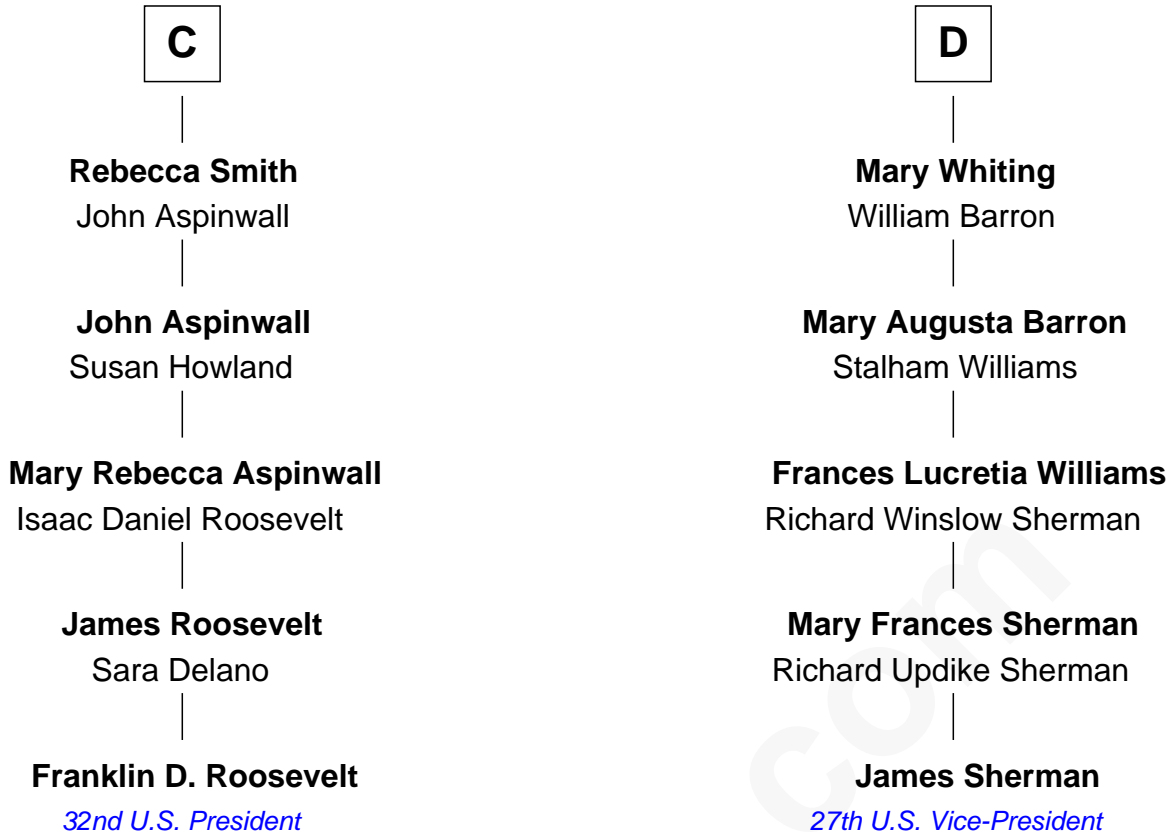 C
Rebecca Smith
John Aspinwall
John Aspinwall
Susan Howland
Mary Rebecca Aspinwall
Isaac Daniel Roosevelt
James Roosevelt
Sara Delano
Franklin D. Roosevelt
32nd U.S. President
D
Mary Whiting
William Barron
Mary Augusta Barron
Stalham Williams
Frances Lucretia Williams
Richard Winslow Sherman
Mary Frances Sherman
Richard Updike Sherman
James Sherman
27th U.S. Vice-President
com